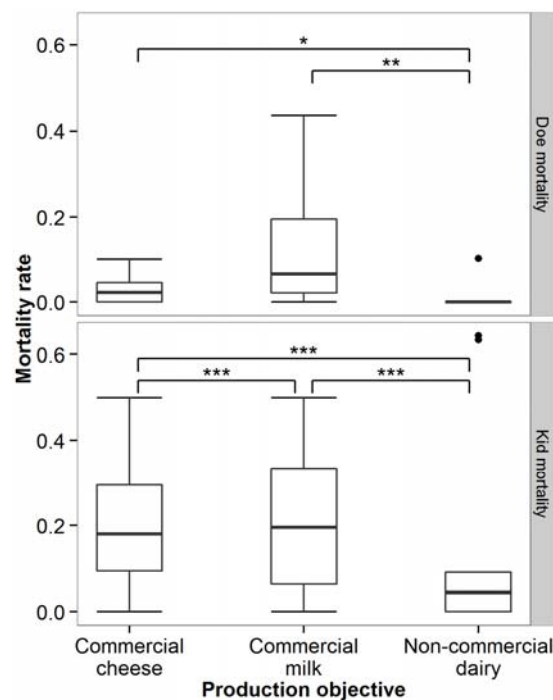 Mortality rate
0.6
0.4
0.2
0.0
*
**
Doe mortality
0.6
0.4
0.2
0.0
***
***
***
Kid mortality
Commercial
cheese
Commercial
milk
Non-commercial
dairy
Production objective